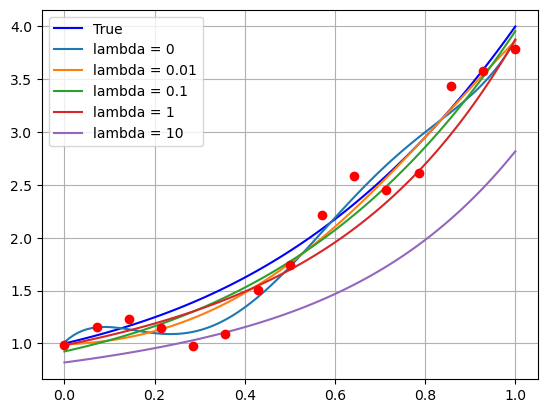 True
lambda = 0
lambda = 0.01
lambda = 0.1
lambda = 1
lambda = 10
4.0
3.5
3.0
2.5
2.0
1.5
1.0
0.0 0.2 0.4 0.6 0.8 1.0